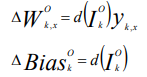 ΔW^O_{k,x} = d(I^O_k) y_{k,x}
ΔBias^O_k = d(I^O_k)